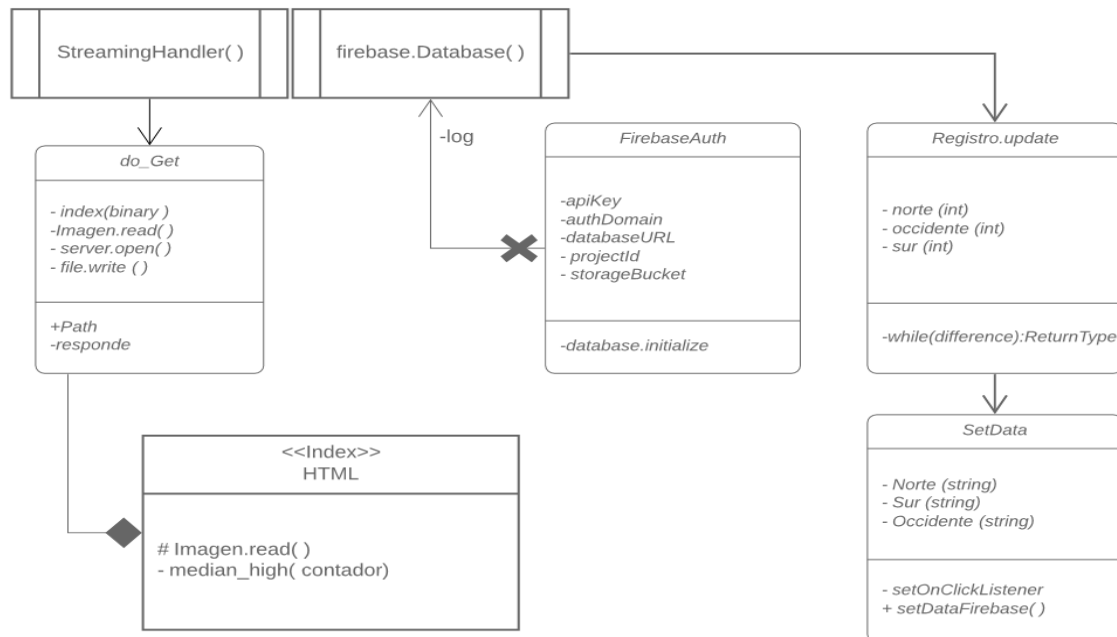 StreamingHandler( )
firebase.Database( )
-log
do_Get
- index(binary )
-Imagen.read( )
- server.open( )
- file.write ( )
+Path
-responde
FirebaseAuth
-apiKey
-authDomain
-databaseURL
- projectId
- storageBucket
-database.initialize
Registro.update
- norte (int)
- occidente (int)
- sur (int)
-while(difference):ReturnType
<<Index>>
HTML
# Imagen.read( )
- median_high( contador)
SetData
- Norte (string)
- Sur (string)
- Occidente (string)
- setOnClickListener
+ setDataFirebase( )